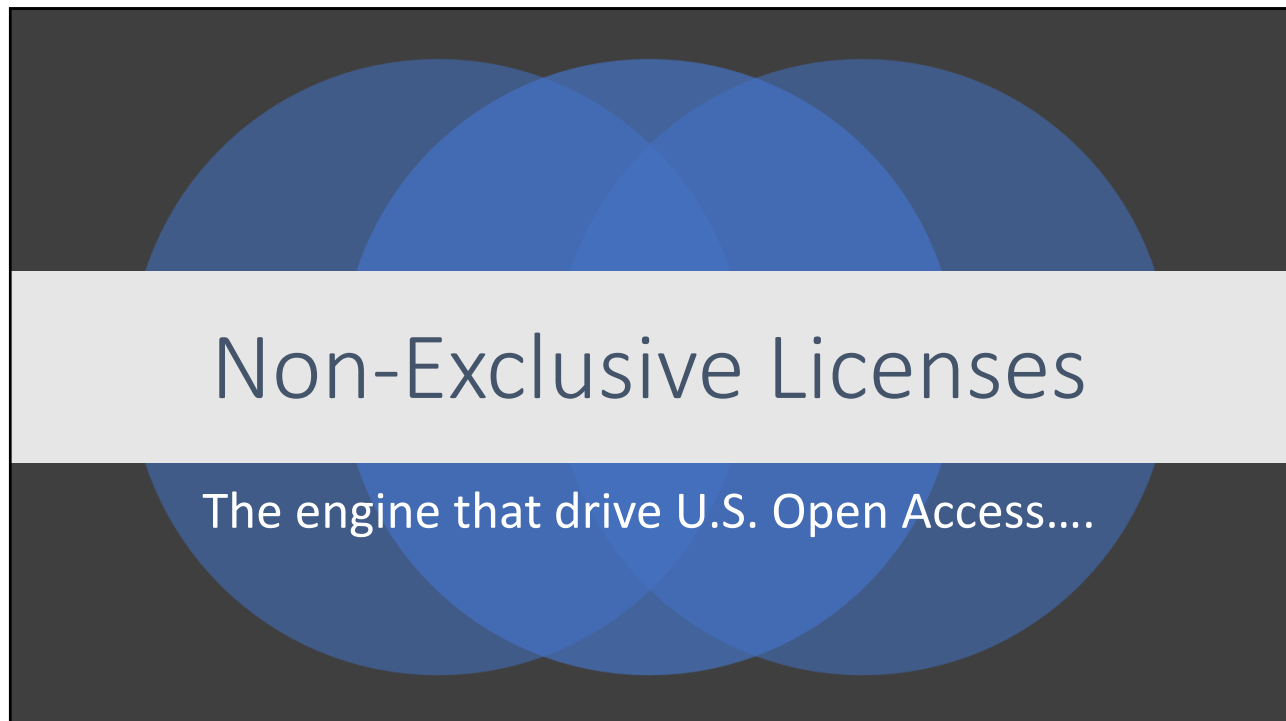 Non-Exclusive Licenses
The engine that drive U.S. Open Access....